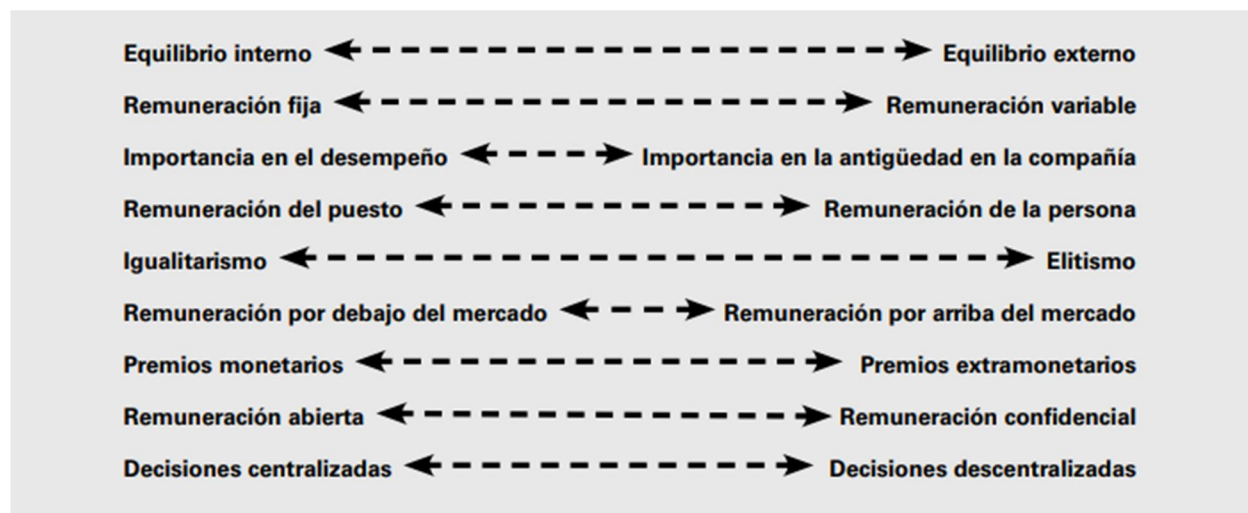 Equilibrio interno Equilibrio externo
Remuneración fija Remuneración variable
Importancia en el desempeño Importancia en la antigüedad en la compañía
Remuneración del puesto Remuneración de la persona
Igualitarismo Elitismo
Remuneración por debajo del mercado Remuneración por arriba del mercado
Premios monetarios Premios extramonetarios
Remuneración abierta Remuneración confidencial
Decisiones centralizadas Decisiones descentralizadas